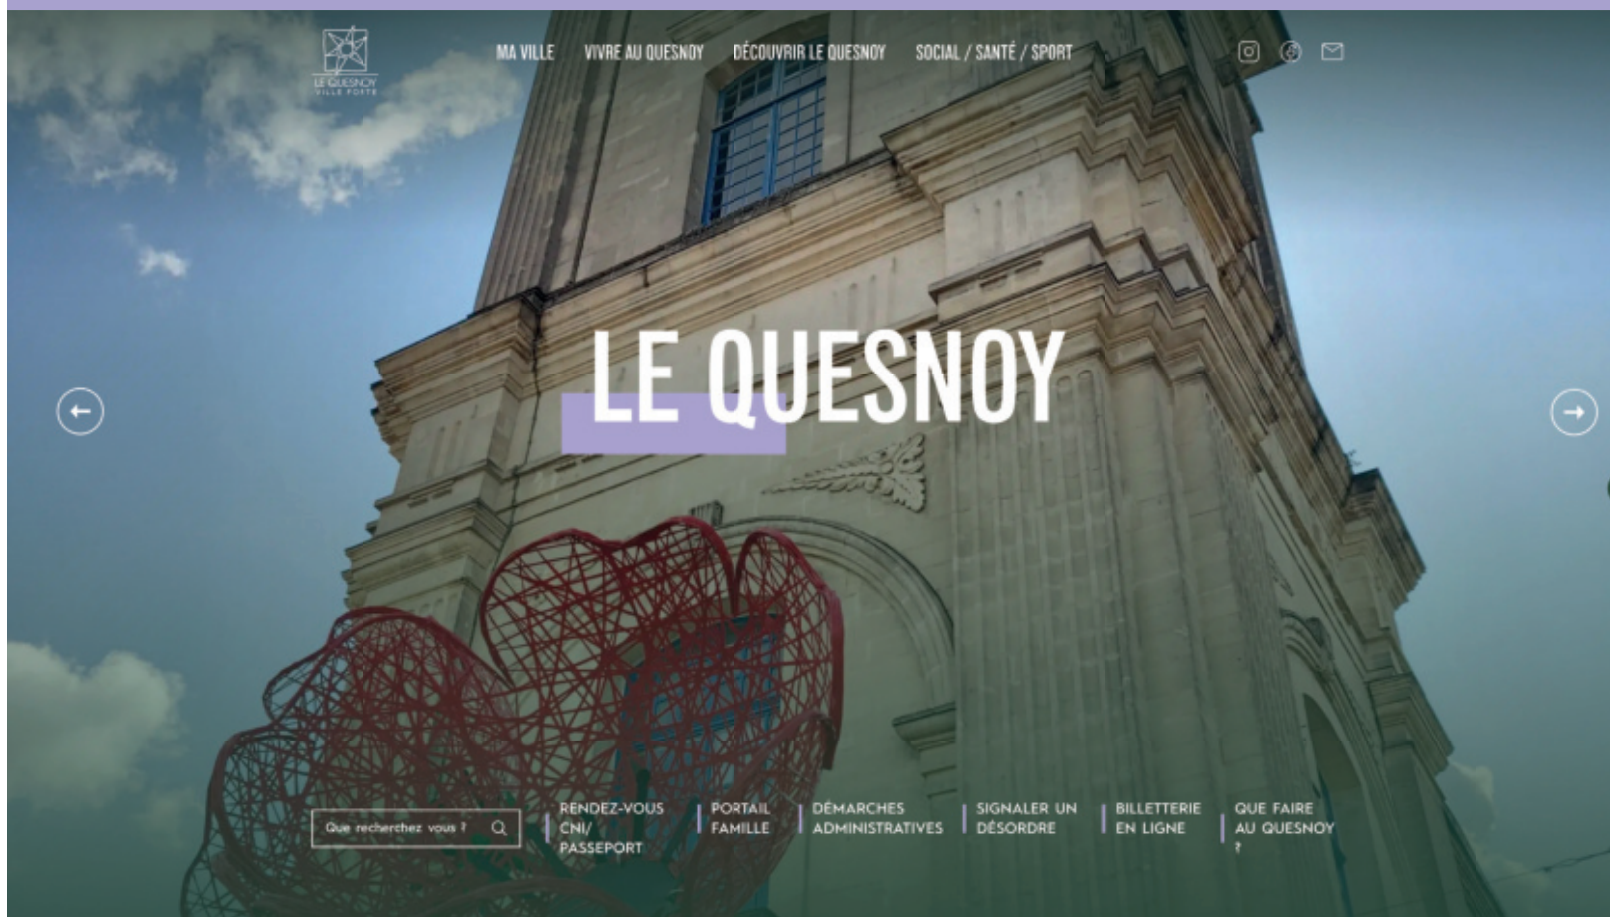 LE QUESNOY
VILLE FORTE
MA VILLE
VIVRE AU QUESNOY
DÉCOUVRIR LE QUESNOY
SOCIAL / SANTÉ / SPORT
LE QUESNOY
Que recherchez vous ?
RENDEZ-VOUS
CNI/
PASSEPORT
PORTAIL
FAMILLE
DÉMARCHES
ADMINISTRATIVES
SIGNALER UN
DÉSORDRE
BILLETTERIE
EN LIGNE
QUE FAIRE
AU QUESNOY
?